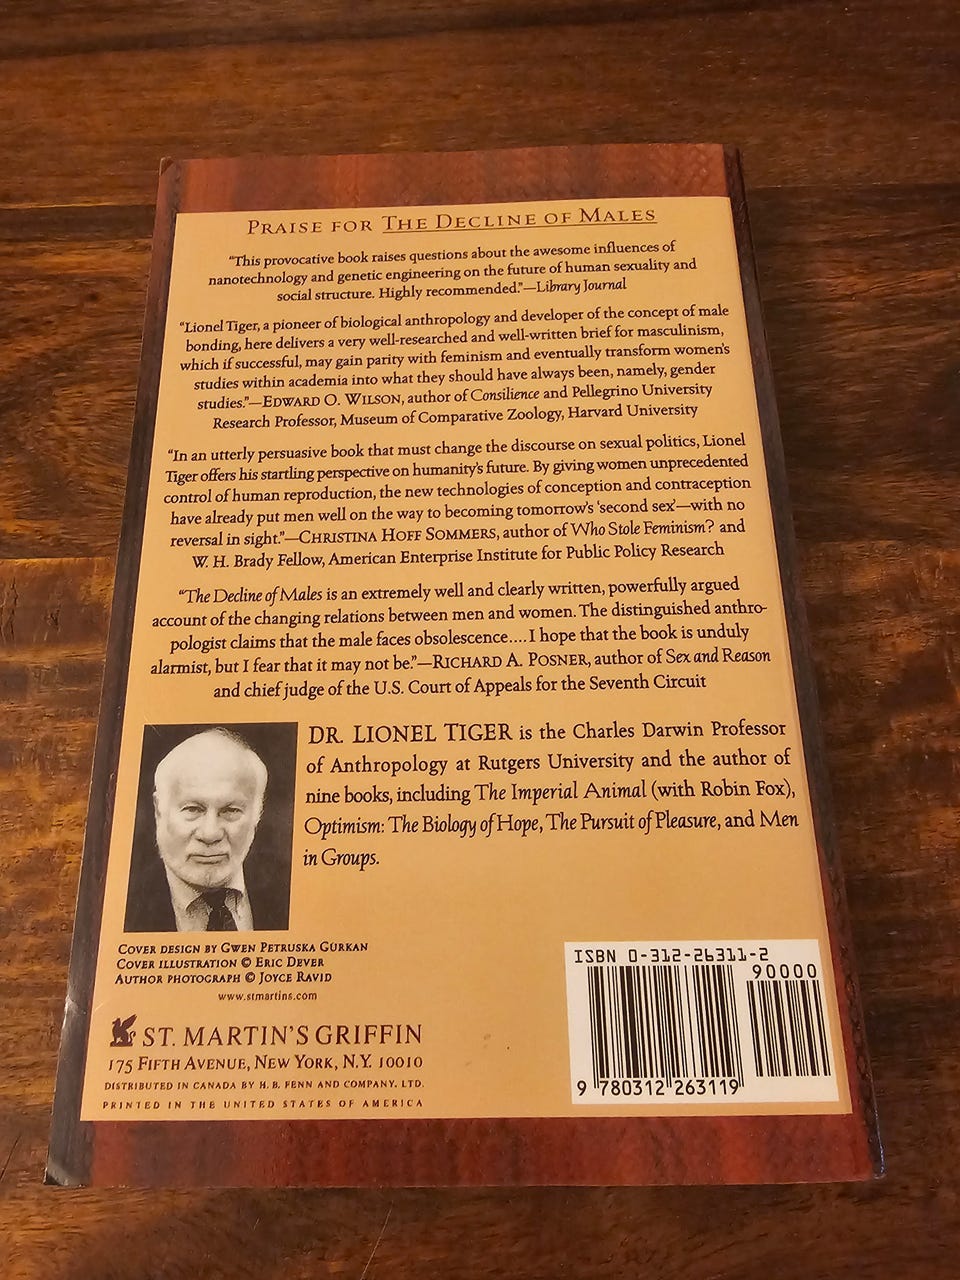 PRAISE FOR THE DECLINE OF MALES
“This provocative book raises questions about the awesome influences of
nanotechnology and genetic engineering on the future of human sexuality and
social structure. Highly recommended.”—Library Journal
“Lionel Tiger, a pioneer of biological anthropology and developer of the concept of male
bonding, here delivers a very well-researched and well-written brief for masculinism,
which if successful, may gain parity with feminism and eventually transform women's
studies within academia into what they should have always been, namely, gender
studies.”—EDWARD O. WILSON, author of Consilience and Pellegrino University
Research Professor, Museum of Comparative Zoology, Harvard University
“In an utterly persuasive book that must change the discourse on sexual politics, Lionel
Tiger offers his startling perspective on humanity's future. By giving women unprecedented
control of human reproduction, the new technologies of conception and contraception
have already put men well on the way to becoming tomorrow's ‘second sex’—with no
reversal in sight.”—CHRISTINA HOFF SOMMERS, author of Who Stole Feminism? and
W. H. Brady Fellow, American Enterprise Institute for Public Policy Research
“The Decline of Males is an extremely well and clearly written, powerfully argued
account of the changing relations between men and women. The distinguished anthro-
pologist claims that the male faces obsolescence.... I hope that the book is unduly
alarmist, but I fear that it may not be.”—RICHARD A. POSNER, author of Sex and Reason
and chief judge of the U.S. Court of Appeals for the Seventh Circuit
DR. LIONEL TIGER is the Charles Darwin Professor
of Anthropology at Rutgers University and the author of
nine books, including The Imperial Animal (with Robin Fox),
Optimism: The Biology of Hope, The Pursuit of Pleasure, and Men
in Groups.
COVER DESIGN BY GWEN PETRUSKA GÜRKAN
COVER ILLUSTRATION © ERIC DEVER
AUTHOR PHOTOGRAPH © JOYCE RAVID
www.stmartins.com
ST. MARTIN'S GRIFFIN
175 FIFTH AVENUE, NEW YORK, N.Y. 10010
DISTRIBUTED IN CANADA BY H. B. FENN AND COMPANY, LTD.
PRINTED IN THE UNITED STATES OF AMERICA
ISBN 0-312-26311-2
90000
9 780312 263119